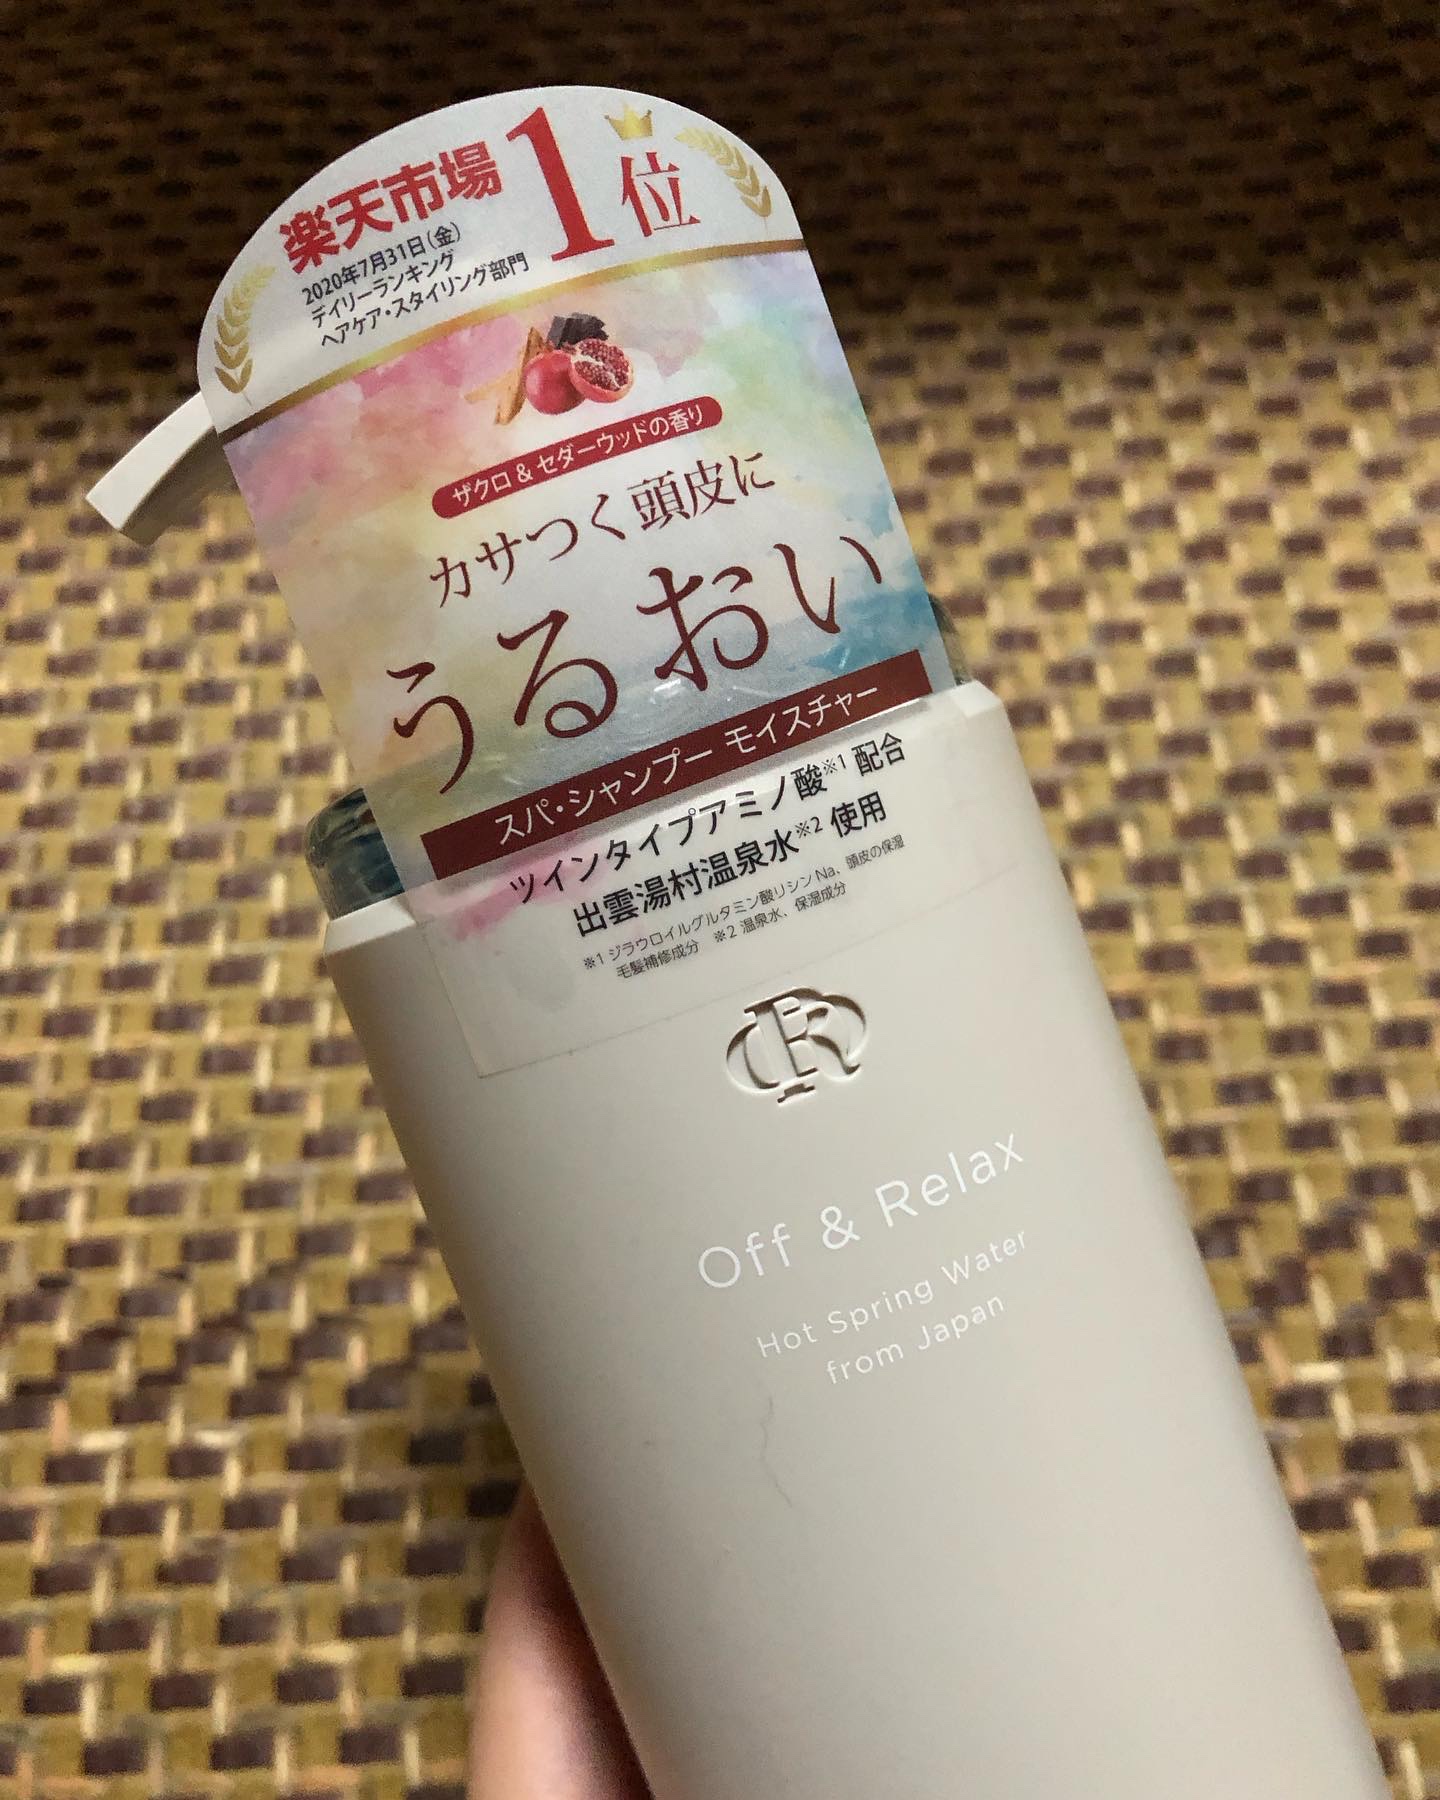 楽天市場 1位
2020年7月31日(金)
デイリーランキング
ヘアケア・スタイリング部門
ザクロ & セダーウッドの香り
カサつく頭皮に
うるおい
スパ・シャンプー モイスチャー
ツインタイプアミノ酸※1 配合
出雲湯村温泉水※2 使用
※1 ジラウロイルグルタミン酸リシンNa、頭皮の保湿
毛髪補修成分 ※2 温泉水、保湿成分
OR
Off & Relax
Hot Spring Water
from Japan